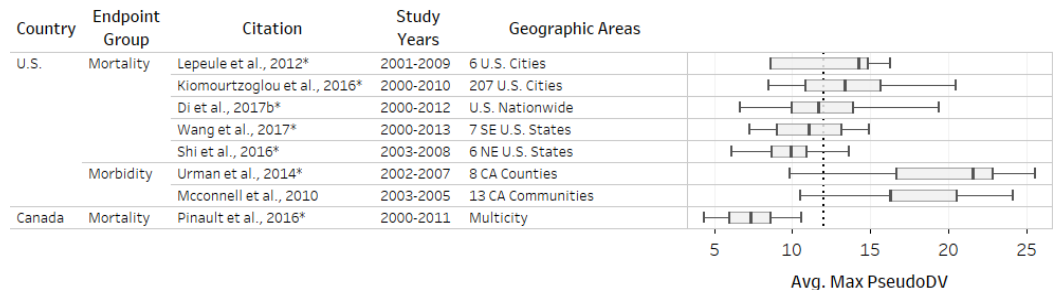 Country Endpoint Group Citation Study Years Geographic Areas
U.S. Mortality Lepeule et al., 2012* 2001-2009 6 U.S. Cities
Kiomourtzoglou et al., 2016* 2000-2010 207 U.S. Cities
Di et al., 2017b* 2000-2012 U.S. Nationwide
Wang et al., 2017* 2000-2013 7 SE U.S. States
Shi et al., 2016* 2003-2008 6 NE U.S. States
Morbidity Urman et al., 2014* 2002-2007 8 CA Counties
Mcconnell et al., 2010 2003-2005 13 CA Communities
Canada Mortality Pinault et al., 2016* 2000-2011 Multicity
5 10 15 20 25
Avg. Max PseudoDV